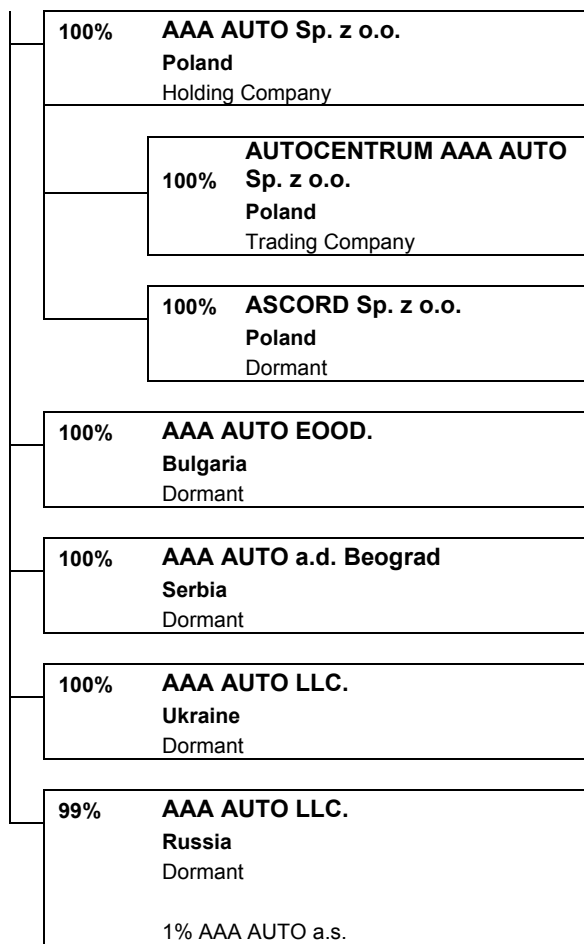 100% AAA AUTO Sp. z o.o.
Poland
Holding Company
AUTOCENTRUM AAA AUTO
100% Sp. z o.o.
Poland
Trading Company
100% ASCORD Sp. z o.o.
Poland
Dormant
100% AAA AUTO EOOD.
Bulgaria
Dormant
100% AAA AUTO a.d. Beograd
Serbia
Dormant
100% AAA AUTO LLC.
Ukraine
Dormant
99% AAA AUTO LLC.
Russia
Dormant
1% AAA AUTO a.s.